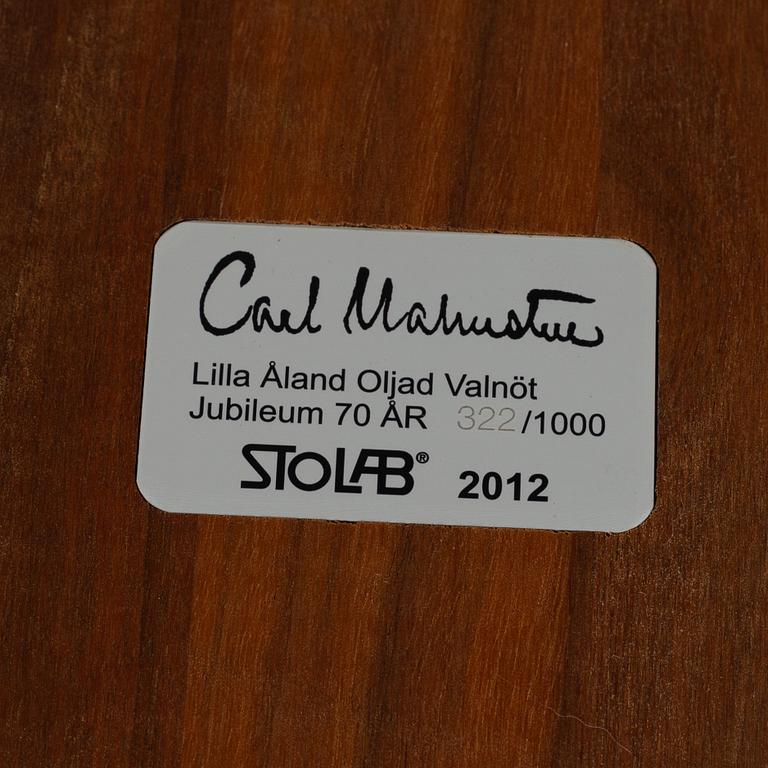 Carl Malmsten
Lilla Åland Oljad Valnöt
Jubileum 70 ÅR 322/1000
STOLAB® 2012